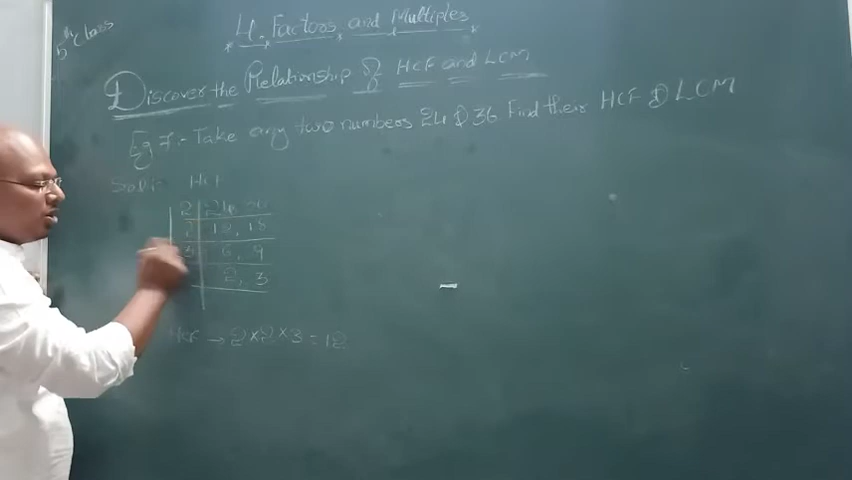 5th Class
4. Factors and Multiples
Discover the Relationship of HCF and LCM
Eg 7:- Take any two numbers 24 & 36 Find their HCF & LCM
Sol:- HCF
2 24, 36
2 12, 18
3 6, 9
2, 3
HCF → 2×2×3 = 12